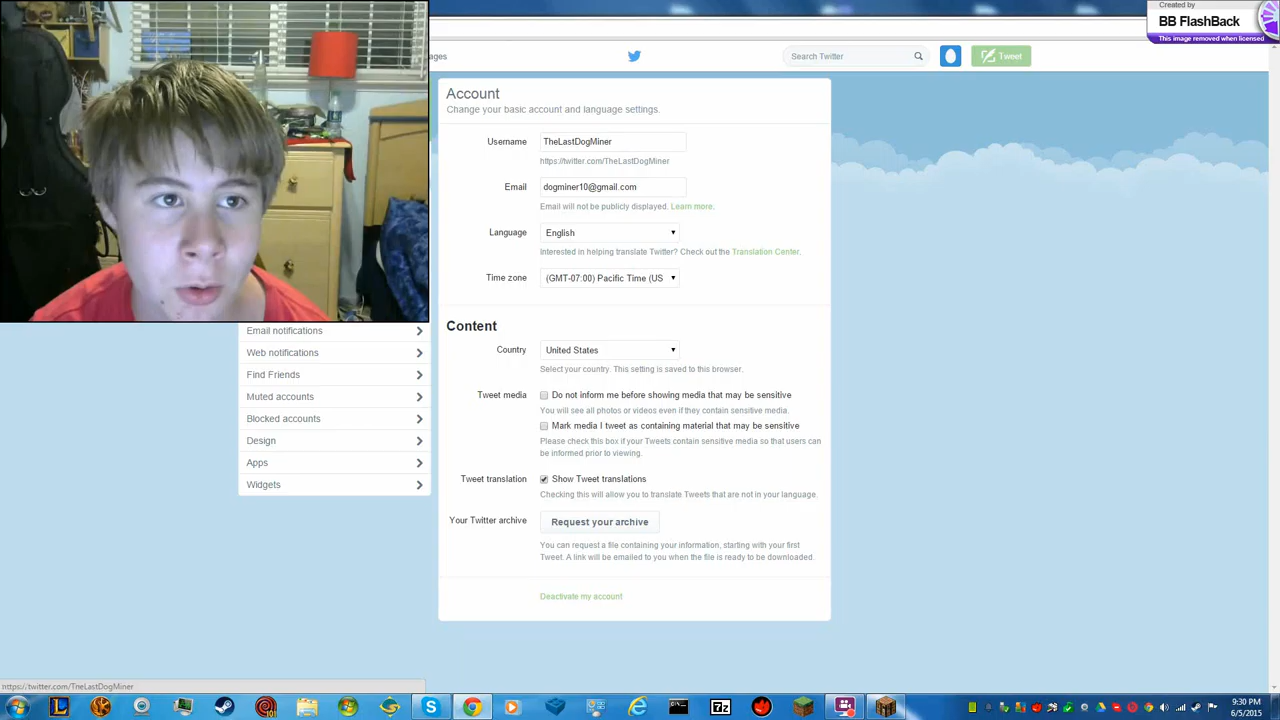 Created by
BB FlashBack
This image removed when licensed
ages
Search Twitter
Tweet
Account
Change your basic account and language settings.
Username
TheLastDogMiner
https://twitter.com/TheLastDogMiner
Email
dogminer10@gmail.com
Email will not be publicly displayed. Learn more.
Language
English
Interested in helping translate Twitter? Check out the Translation Center.
Time zone
(GMT-07:00) Pacific Time (US
Content
Country
United States
Select your country. This setting is saved to this browser.
Tweet media
Do not inform me before showing media that may be sensitive
You will see all photos or videos even if they contain sensitive media.
Mark media I tweet as containing material that may be sensitive
Please check this box if your Tweets contain sensitive media so that users can
be informed prior to viewing.
Tweet translation
Show Tweet translations
Checking this will allow you to translate Tweets that are not in your language.
Your Twitter archive
Request your archive
You can request a file containing your information, starting with your first
Tweet. A link will be emailed to you when the file is ready to be downloaded.
Deactivate my account
Email notifications
Web notifications
Find Friends
Muted accounts
Blocked accounts
Design
Apps
Widgets
https://twitter.com/TheLastDogMiner
9:30 PM
6/5/2015